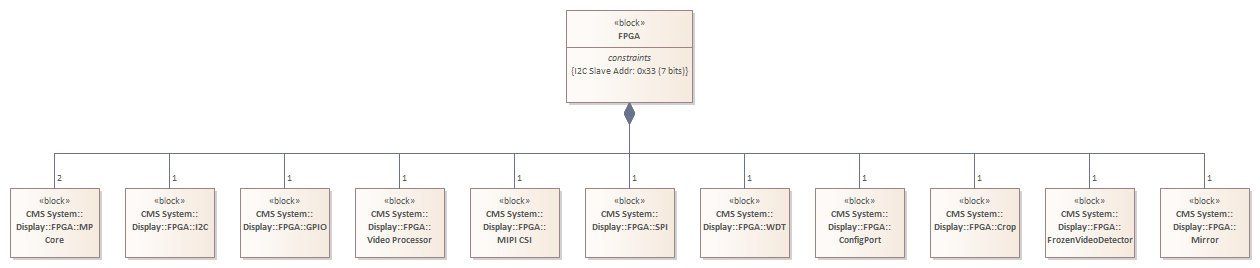 «block»
FPGA
constraints
{I2C Slave Addr: 0x33 (7 bits)}
2
1
1
1
1
1
1
1
1
1
1
«block»
CMS System::
Display::FPGA::MP
Core
«block»
CMS System::
Display::FPGA::I2C
«block»
CMS System::
Display::FPGA::GPIO
«block»
CMS System::
Display::FPGA::
Video Processor
«block»
CMS System::
Display::FPGA::
MIPI CSI
«block»
CMS System::
Display::FPGA::SPI
«block»
CMS System::
Display::FPGA::WDT
«block»
CMS System::
Display::FPGA::
ConfigPort
«block»
CMS System::
Display::FPGA::Crop
«block»
CMS System::
Display::FPGA::
FrozenVideoDetector
«block»
CMS System::
Display::FPGA::
Mirror